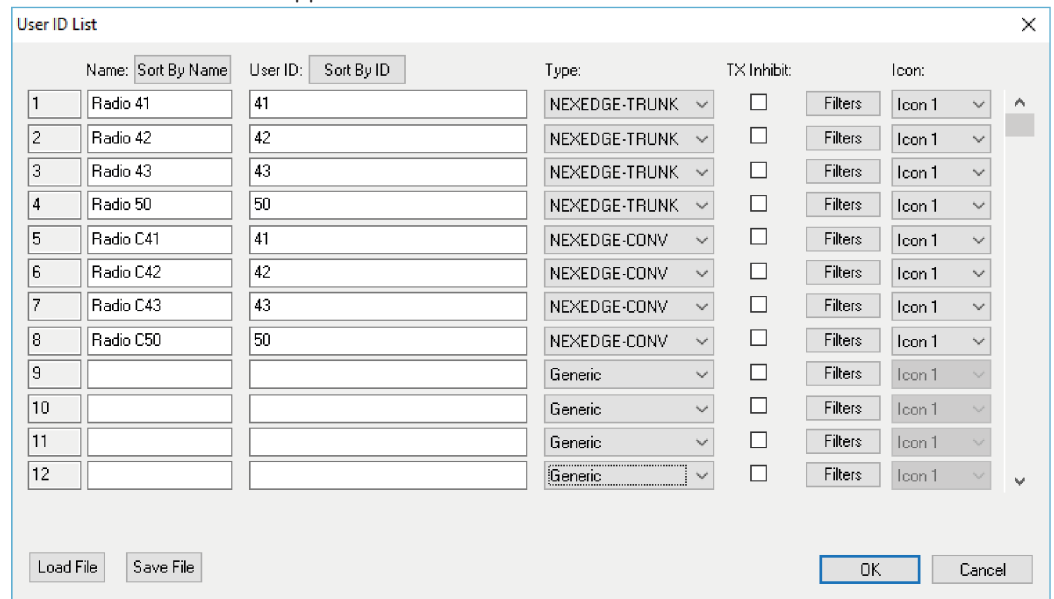 User ID List
Name: Sort By Name User ID: Sort By ID Type: TX Inhibit: Icon:
1 Radio 41 41 NEXEDGE-TRUNK Filters Icon 1
2 Radio 42 42 NEXEDGE-TRUNK Filters Icon 1
3 Radio 43 43 NEXEDGE-TRUNK Filters Icon 1
4 Radio 50 50 NEXEDGE-TRUNK Filters Icon 1
5 Radio C41 41 NEXEDGE-CONV Filters Icon 1
6 Radio C42 42 NEXEDGE-CONV Filters Icon 1
7 Radio C43 43 NEXEDGE-CONV Filters Icon 1
8 Radio C50 50 NEXEDGE-CONV Filters Icon 1
9 Generic Filters Icon 1
10 Generic Filters Icon 1
11 Generic Filters Icon 1
12 Generic Filters Icon 1
Load File Save File OK Cancel